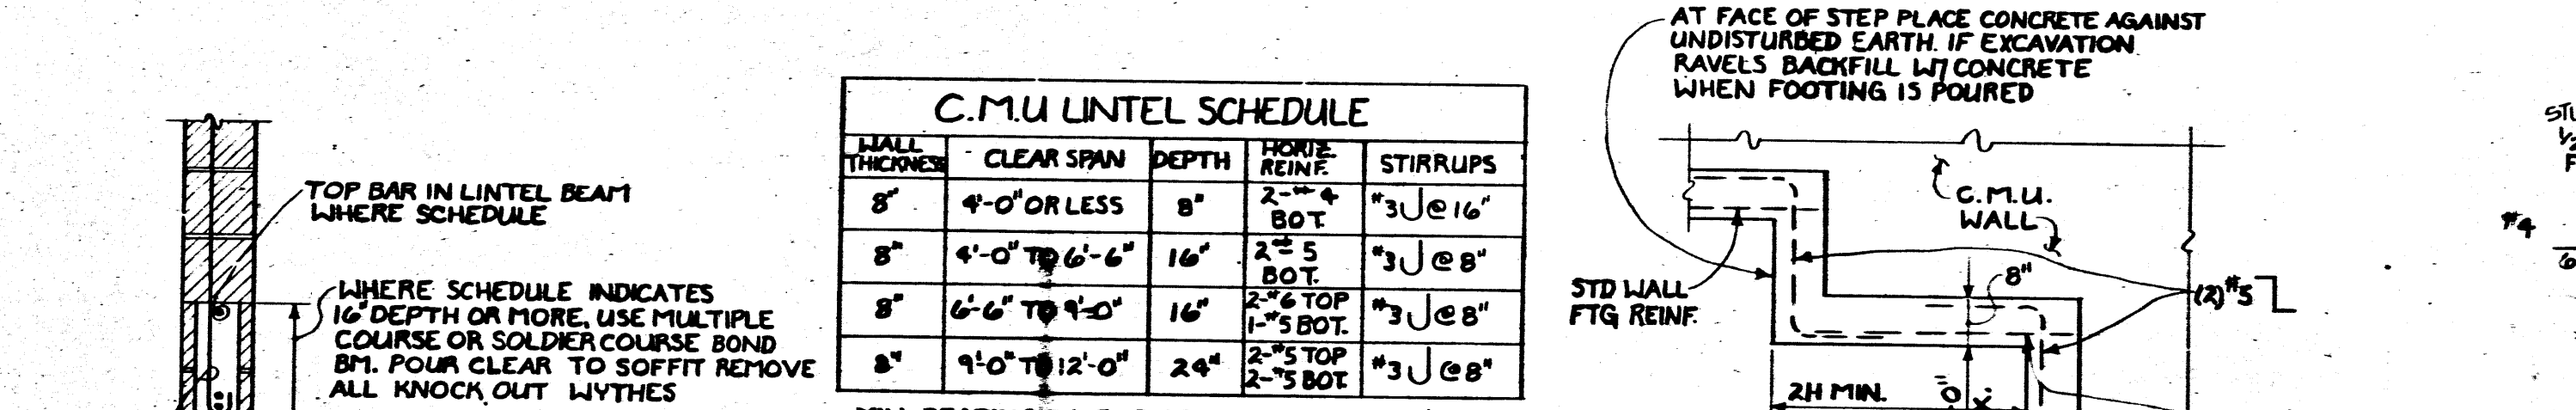 TOP BAR IN LINTEL BEAM
WHERE SCHEDULE
WHERE SCHEDULE INDICATES
16" DEPTH OR MORE, USE MULTIPLE
COURSE OR SOLDIER COURSE BOND
BM. POUR CLEAR TO SOFFIT REMOVE
ALL KNOCK OUT WYTHES
C.M.U LINTEL SCHEDULE
WALL THICKNESS CLEAR SPAN DEPTH HORIZ. REINF. STIRRUPS
8" 4'-0" OR LESS 8" 2-#4 BOT. #3 U @ 16"
8" 4'-0" TO 6'-6" 16" 2-#5 BOT. #3 U @ 8"
8" 6'-6" TO 9'-0" 16" 2-#6 TOP 1-#5 BOT. #3 U @ 8"
8" 9'-0" TO 12'-0" 24" 2-#5 TOP 2-#5 BOT. #3 U @ 8"
AT FACE OF STEP PLACE CONCRETE AGAINST
UNDISTURBED EARTH. IF EXCAVATION
RAVELS BACKFILL W/ CONCRETE
WHEN FOOTING IS POURED
C.M.U.
WALL
8"
STD WALL
FTG REINF.
(2) #5
2H MIN.
#4